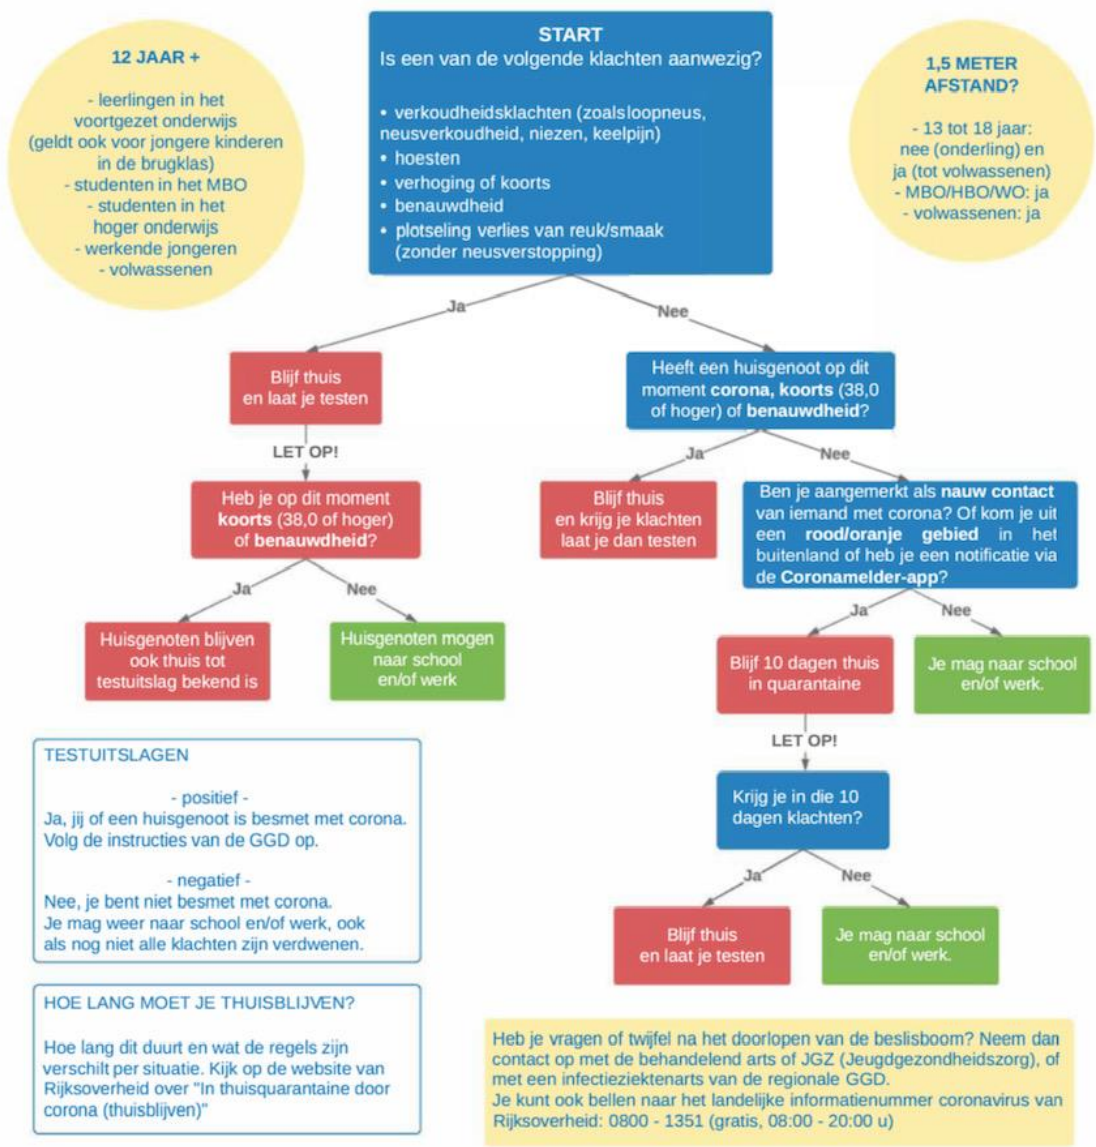 12 JAAR +
- leerlingen in het
voortgezet onderwijs
(geldt ook voor jongere kinderen
in de brugklas)
- studenten in het MBO
- studenten in het
hoger onderwijs
- werkende jongeren
- volwassenen
START
Is een van de volgende klachten aanwezig?
• verkoudheidsklachten (zoalsloopneus,
neusverkoudheid, niezen, keelpijn)
• hoesten
• verhoging of koorts
• benauwdheid
• plotseling verlies van reuk/smaak
(zonder neusverstopping)
1,5 METER
AFSTAND?
- 13 tot 18 jaar:
nee (onderling) en
ja (tot volwassenen)
- MBO/HBO/WO: ja
- volwassenen: ja
Ja
Nee
Blijf thuis
en laat je testen
LET OP!
Heb je op dit moment
koorts (38,0 of hoger)
of benauwdheid?
Ja
Nee
Huisgenoten blijven
ook thuis tot
testuitslag bekend is
Huisgenoten mogen
naar school
en/of werk
Heeft een huisgenoot op dit
moment corona, koorts (38,0
of hoger) of benauwdheid?
Ja
Nee
Blijf thuis
en krijg je klachten
laat je dan testen
Ben je aangemerkt als nauw contact
van iemand met corona? Of kom je uit
een rood/oranje gebied in het
buitenland of heb je een notificatie via
de Coronamelder-app?
Ja
Nee
Blijf 10 dagen thuis
in quarantaine
Je mag naar school
en/of werk.
LET OP!
Krijg je in die 10
dagen klachten?
Ja
Nee
Blijf thuis
en laat je testen
Je mag naar school
en/of werk.
TESTUITSLAGEN
- positief -
Ja, jij of een huisgenoot is besmet met corona.
Volg de instructies van de GGD op.
- negatief -
Nee, je bent niet besmet met corona.
Je mag weer naar school en/of werk, ook
als nog niet alle klachten zijn verdwenen.
HOE LANG MOET JE THUISBLIJVEN?
Hoe lang dit duurt en wat de regels zijn
verschilt per situatie. Kijk op de website van
Rijksoverheid over "In thuisquarantaine door
corona (thuisblijven)"
Heb je vragen of twijfel na het doorlopen van de beslisboom? Neem dan
contact op met de behandelend arts of JGZ (Jeugdgezondheidszorg), of
met een infectieziektenarts van de regionale GGD.
Je kunt ook bellen naar het landelijke informatienummer coronavirus van
Rijksoverheid: 0800 - 1351 (gratis, 08:00 - 20:00 u)